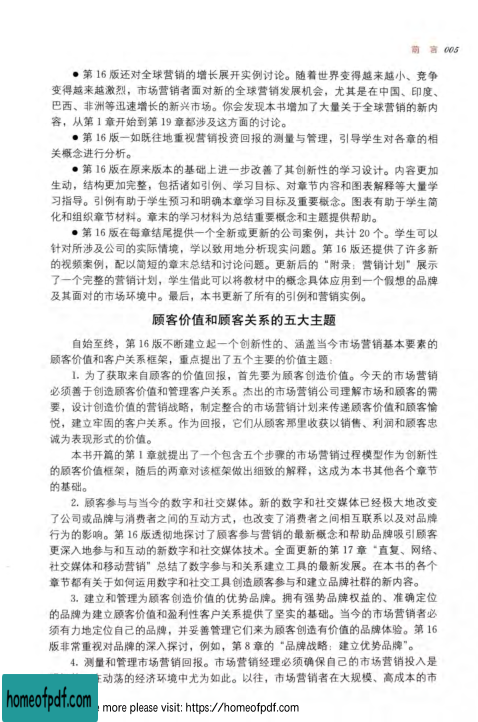 前 言 005
● 第 16 版还对全球营销的增长展开实例讨论。随着世界变得越来越小、竞争
变得越来越激烈，市场营销者面对新的全球营销发展机会，尤其是在中国、印度、
巴西、非洲等迅速增长的新兴市场。你会发现本书增加了大量关于全球营销的新内
容，从第 1 章开始到第 19 章都涉及这方面的讨论。
● 第 16 版一如既往地重视营销投资回报的测量与管理，引导学生对各章的相
关概念进行分析。
● 第 16 版在原来版本的基础上进一步改善了其创新性的学习设计。内容更加
生动，结构更加完整，包括诸如引例、学习目标、对章节内容和图表解释等大量学
习指导。引例有助于学生预习和明确本章学习目标及重要概念。图表有助于学生简
化和组织章节材料。章末的学习材料为总结重要概念和主题提供帮助。
● 第 16 版在每章结尾提供一个全新或更新的公司案例，共计 20 个。学生可以
针对所涉及公司的实际情境，学以致用地分析现实问题。第 16 版还提供了许多新
的视频案例，配以简短的章末总结和讨论问题。更新后的“附录：营销计划”展示
了一个完整的营销计划，学生借此可以将教材中的概念具体应用到一个假想的品牌
及其面对的市场环境中。最后，本书更新了所有的引例和营销实例。
顾客价值和顾客关系的五大主题
自始至终，第 16 版不断建立起一个创新性的、涵盖当今市场营销基本要素的
顾客价值和客户关系框架，重点提出了五个主要的价值主题：
1. 为了获取来自顾客的价值回报，首先要为顾客创造价值。今天的市场营销
必须善于创造顾客价值和管理客户关系。杰出的市场营销公司理解市场和顾客的需
要，设计创造价值的营销战略，制定整合的市场营销计划来传递顾客价值和顾客愉
悦，建立牢固的客户关系。作为回报，它们从顾客那里收获以销售、利润和顾客忠
诚为表现形式的价值。
本书开篇的第 1 章就提出了一个包含五个步骤的市场营销过程模型作为创新性
的顾客价值框架，随后的两章对该框架做出细致的解释，这成为本书其他各个章节
的基础。
2. 顾客参与与当今的数字和社交媒体。新的数字和社交媒体已经极大地改变
了公司或品牌与消费者之间的互动方式，也改变了消费者之间相互联系以及对品牌
行为的影响。第 16 版透彻地探讨了顾客参与营销的最新概念和帮助品牌吸引顾客
更深入地参与和互动的新数字和社交媒体技术。全面更新的第 17 章“直复、网络、
社交媒体和移动营销”总结了数字参与和关系建立工具的最新发展。在本书的各个
章节都有关于如何运用数字和社交工具创造顾客参与和建立品牌社群的新内容。
3. 建立和管理为顾客创造价值的优势品牌。拥有强势品牌权益的、准确定位
的品牌为建立顾客价值和盈利性客户关系提供了坚实的基础。当今的市场营销者必
须有力地定位自己的品牌，并妥善管理它们来为顾客创造有价值的品牌体验。第 16
版非常重视对品牌的深入探讨，例如，第 8 章的“品牌战略：建立优势品牌”。
4. 测量和管理市场营销回报。市场营销经理必须确保自己的市场营销投入是
在动荡的经济环境中尤为如此。以往，市场营销者在大规模、高成本的市
homeofpdf.com
more please visit: https://homeofpdf.com